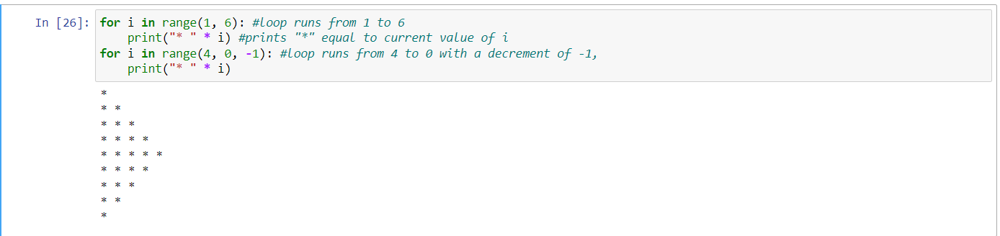 In [26]: for i in range(1, 6): #loop runs from 1 to 6
    print("* " * i) #prints "*" equal to current value of i
for i in range(4, 0, -1): #loop runs from 4 to 0 with a decrement of -1,
    print("* " * i)
*
* *
* * *
* * * *
* * * * *
* * * *
* * *
* *
*